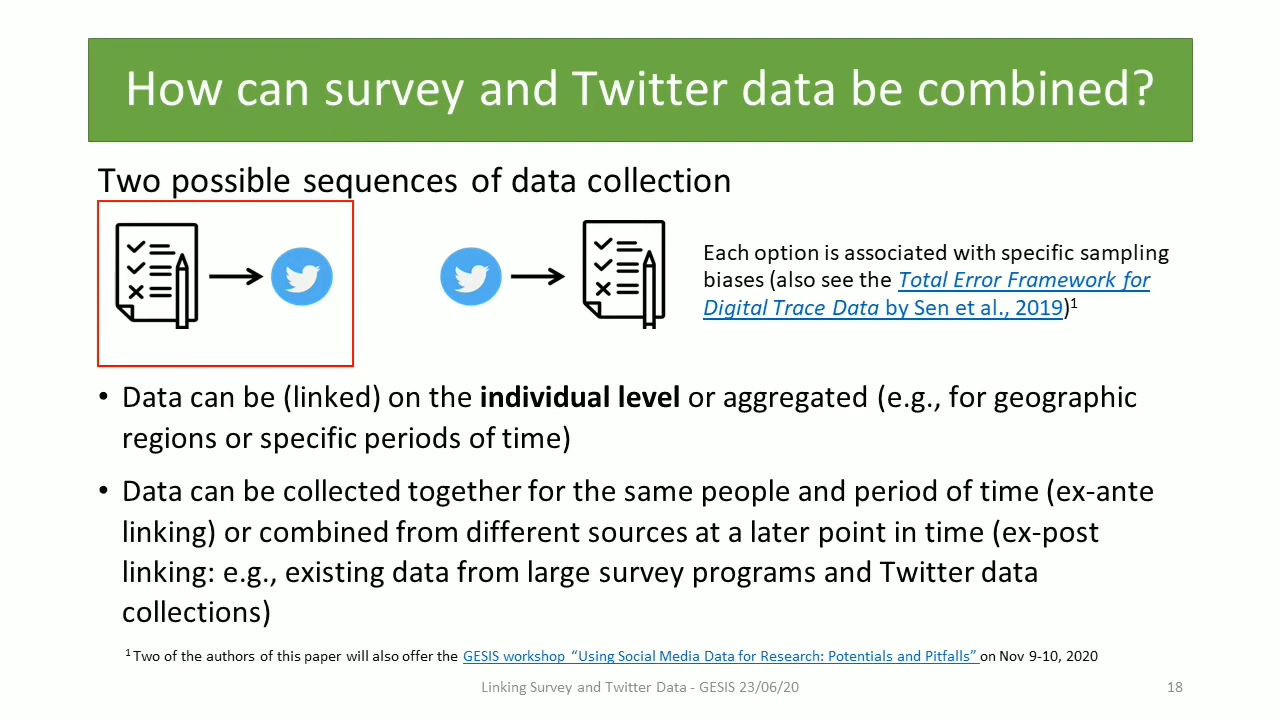 How can survey and Twitter data be combined?
Two possible sequences of data collection
Each option is associated with specific sampling
biases (also see the Total Error Framework for
Digital Trace Data by Sen et al., 2019)1
• Data can be (linked) on the individual level or aggregated (e.g., for geographic
regions or specific periods of time)
• Data can be collected together for the same people and period of time (ex-ante
linking) or combined from different sources at a later point in time (ex-post
linking: e.g., existing data from large survey programs and Twitter data
collections)
1 Two of the authors of this paper will also offer the GESIS workshop “Using Social Media Data for Research: Potentials and Pitfalls” on Nov 9-10, 2020
Linking Survey and Twitter Data - GESIS 23/06/20
18